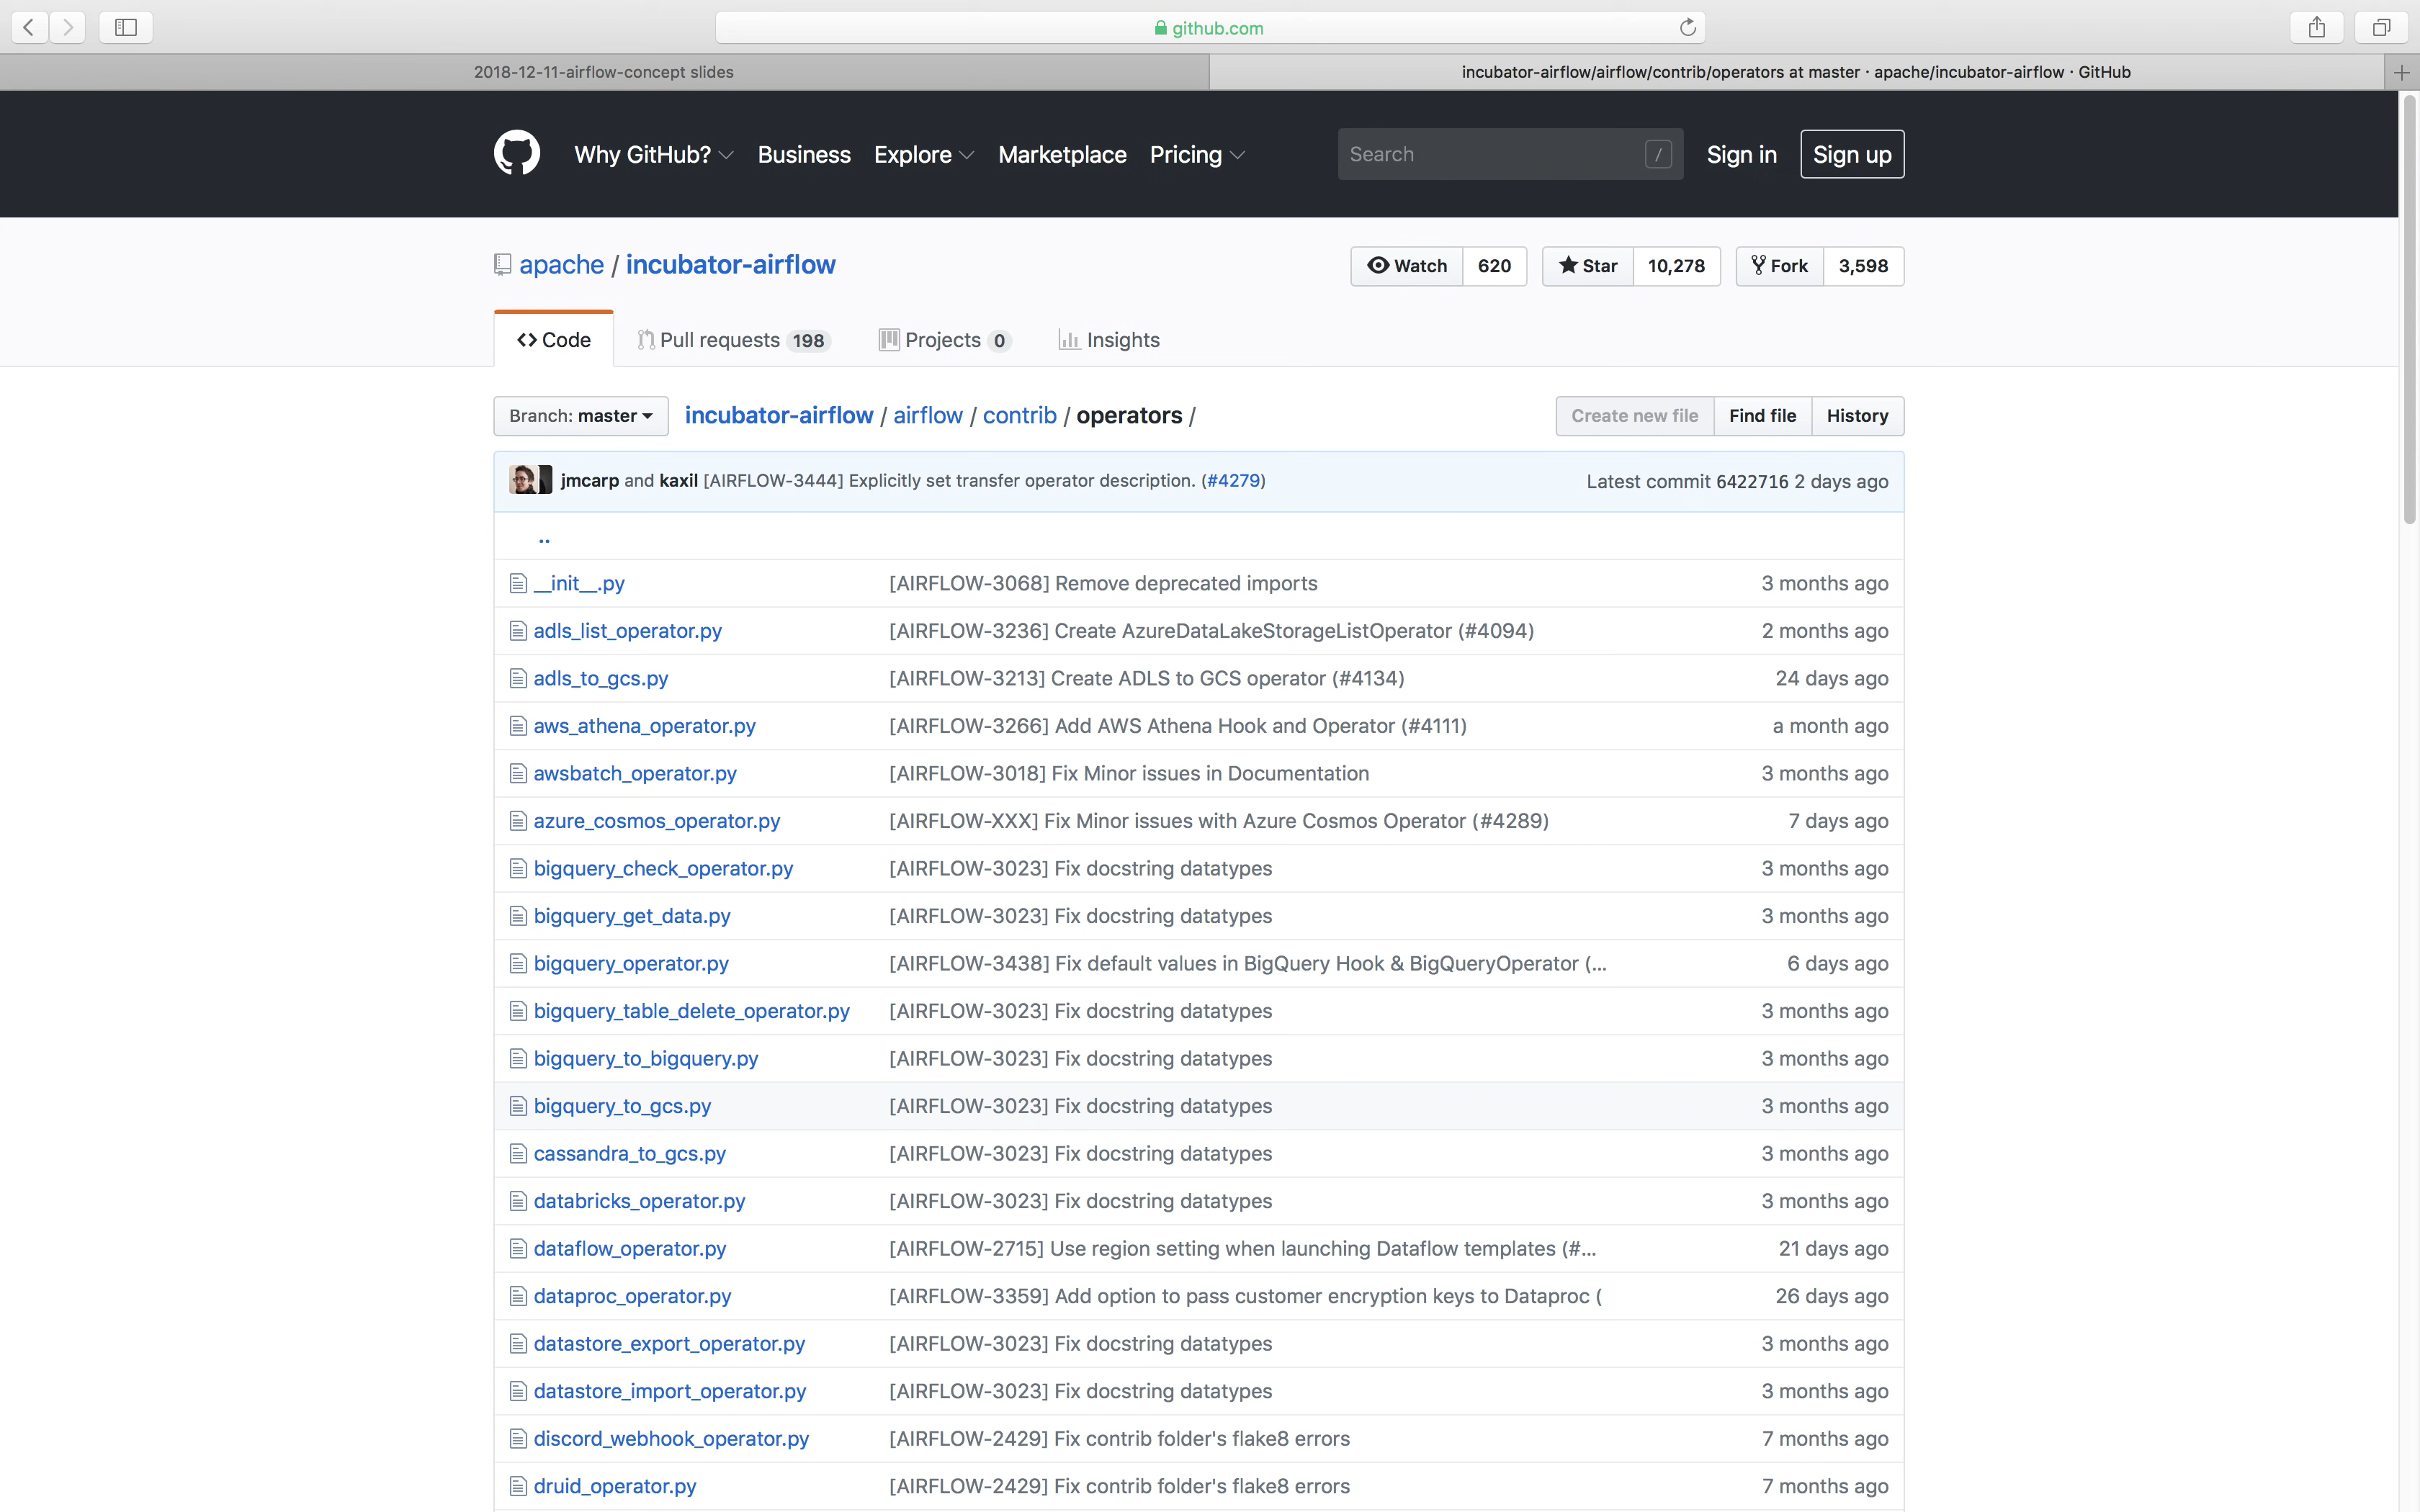 github.com
2018-12-11-airflow-concept slides
incubator-airflow/airflow/contrib/operators at master · apache/incubator-airflow · GitHub
Why GitHub? Business Explore Marketplace Pricing Search / Sign in Sign up
apache / incubator-airflow Watch 620 Star 10,278 Fork 3,598
Code Pull requests 198 Projects 0 Insights
Branch: master incubator-airflow / airflow / contrib / operators / Create new file Find file History
jmcarp and kaxil [AIRFLOW-3444] Explicitly set transfer operator description. (#4279) Latest commit 6422716 2 days ago
..
__init__.py [AIRFLOW-3068] Remove deprecated imports 3 months ago
adls_list_operator.py [AIRFLOW-3236] Create AzureDataLakeStorageListOperator (#4094) 2 months ago
adls_to_gcs.py [AIRFLOW-3213] Create ADLS to GCS operator (#4134) 24 days ago
aws_athena_operator.py [AIRFLOW-3266] Add AWS Athena Hook and Operator (#4111) a month ago
awsbatch_operator.py [AIRFLOW-3018] Fix Minor issues in Documentation 3 months ago
azure_cosmos_operator.py [AIRFLOW-XXX] Fix Minor issues with Azure Cosmos Operator (#4289) 7 days ago
bigquery_check_operator.py [AIRFLOW-3023] Fix docstring datatypes 3 months ago
bigquery_get_data.py [AIRFLOW-3023] Fix docstring datatypes 3 months ago
bigquery_operator.py [AIRFLOW-3438] Fix default values in BigQuery Hook & BigQueryOperator (... 6 days ago
bigquery_table_delete_operator.py [AIRFLOW-3023] Fix docstring datatypes 3 months ago
bigquery_to_bigquery.py [AIRFLOW-3023] Fix docstring datatypes 3 months ago
bigquery_to_gcs.py [AIRFLOW-3023] Fix docstring datatypes 3 months ago
cassandra_to_gcs.py [AIRFLOW-3023] Fix docstring datatypes 3 months ago
databricks_operator.py [AIRFLOW-3023] Fix docstring datatypes 3 months ago
dataflow_operator.py [AIRFLOW-2715] Use region setting when launching Dataflow templates (#... 21 days ago
dataproc_operator.py [AIRFLOW-3359] Add option to pass customer encryption keys to Dataproc ( 26 days ago
datastore_export_operator.py [AIRFLOW-3023] Fix docstring datatypes 3 months ago
datastore_import_operator.py [AIRFLOW-3023] Fix docstring datatypes 3 months ago
discord_webhook_operator.py [AIRFLOW-2429] Fix contrib folder's flake8 errors 7 months ago
druid_operator.py [AIRFLOW-2429] Fix contrib folder's flake8 errors 7 months ago